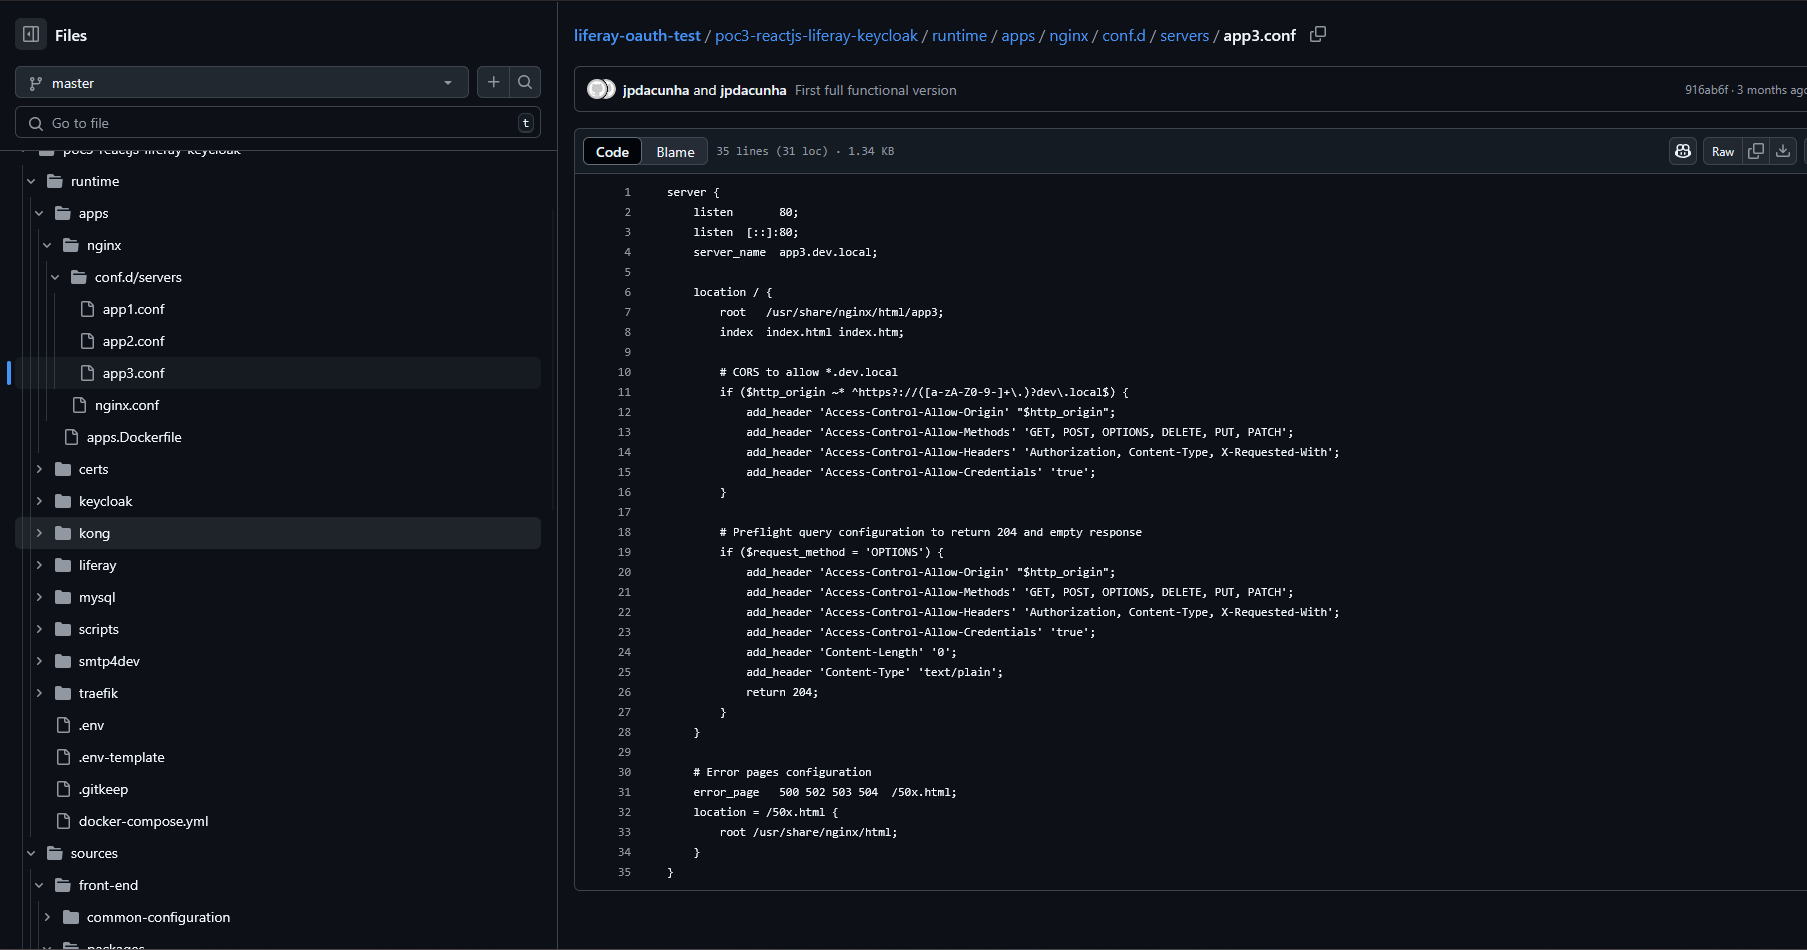 Files
master
Go to file
t
poc3-reactjs-liferay-keycloak
runtime
apps
nginx
conf.d/servers
app1.conf
app2.conf
app3.conf
nginx.conf
apps.Dockerfile
certs
keycloak
kong
liferay
mysql
scripts
smtp4dev
traefik
.env
.env-template
.gitkeep
docker-compose.yml
sources
front-end
common-configuration
packages
liferay-oauth-test / poc3-reactjs-liferay-keycloak / runtime / apps / nginx / conf.d / servers / app3.conf
jpdacunha and jpdacunha First full functional version 916ab6f · 3 months ago
Code Blame 35 lines (31 loc) · 1.34 KB Raw
1 server {
2     listen       80;
3     listen  [::]:80;
4     server_name  app3.dev.local;
5
6     location / {
7         root   /usr/share/nginx/html/app3;
8         index  index.html index.htm;
9
10         # CORS to allow *.dev.local
11         if ($http_origin ~* ^https?://([a-zA-Z0-9-]+\.)?dev\.local$) {
12             add_header 'Access-Control-Allow-Origin' "$http_origin";
13             add_header 'Access-Control-Allow-Methods' 'GET, POST, OPTIONS, DELETE, PUT, PATCH';
14             add_header 'Access-Control-Allow-Headers' 'Authorization, Content-Type, X-Requested-With';
15             add_header 'Access-Control-Allow-Credentials' 'true';
16         }
17
18         # Preflight query configuration to return 204 and empty response
19         if ($request_method = 'OPTIONS') {
20             add_header 'Access-Control-Allow-Origin' "$http_origin";
21             add_header 'Access-Control-Allow-Methods' 'GET, POST, OPTIONS, DELETE, PUT, PATCH';
22             add_header 'Access-Control-Allow-Headers' 'Authorization, Content-Type, X-Requested-With';
23             add_header 'Access-Control-Allow-Credentials' 'true';
24             add_header 'Content-Length' '0';
25             add_header 'Content-Type' 'text/plain';
26             return 204;
27         }
28     }
29
30     # Error pages configuration
31     error_page   500 502 503 504  /50x.html;
32     location = /50x.html {
33         root /usr/share/nginx/html;
34     }
35 }